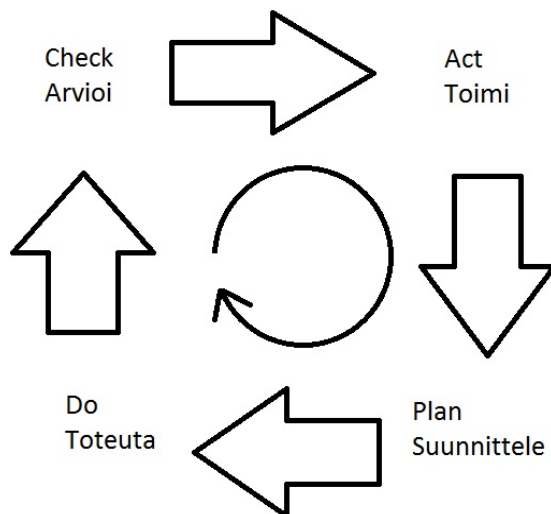 Check
Arvioi
Act
Toimi
Do
Toteuta
Plan
Suunnittele